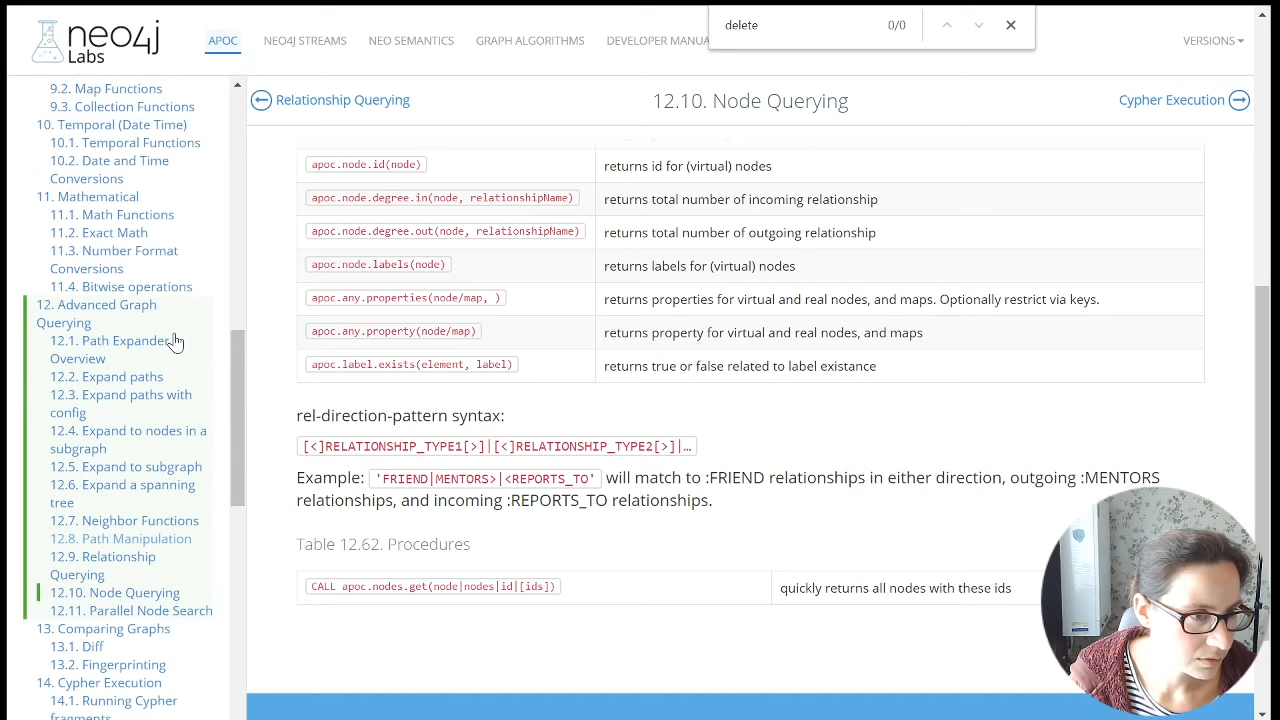 neo4j
Labs
APOC
NEO4J STREAMS
NEO SEMANTICS
GRAPH ALGORITHMS
DEVELOPER MANUA
delete
0/0
VERSIONS
9.2. Map Functions
9.3. Collection Functions
10. Temporal (Date Time)
10.1. Temporal Functions
10.2. Date and Time
Conversions
11. Mathematical
11.1. Math Functions
11.2. Exact Math
11.3. Number Format
Conversions
11.4. Bitwise operations
12. Advanced Graph
Querying
12.1. Path Expander
Overview
12.2. Expand paths
12.3. Expand paths with
config
12.4. Expand to nodes in a
subgraph
12.5. Expand to subgraph
12.6. Expand a spanning
tree
12.7. Neighbor Functions
12.8. Path Manipulation
12.9. Relationship
Querying
12.10. Node Querying
12.11. Parallel Node Search
13. Comparing Graphs
13.1. Diff
13.2. Fingerprinting
14. Cypher Execution
14.1. Running Cypher
fragments
Relationship Querying
12.10. Node Querying
Cypher Execution
apoc.node.id(node) returns id for (virtual) nodes
apoc.node.degree.in(node, relationshipName) returns total number of incoming relationship
apoc.node.degree.out(node, relationshipName) returns total number of outgoing relationship
apoc.node.labels(node) returns labels for (virtual) nodes
apoc.any.properties(node/map, ) returns properties for virtual and real nodes, and maps. Optionally restrict via keys.
apoc.any.property(node/map) returns property for virtual and real nodes, and maps
apoc.label.exists(element, label) returns true or false related to label existance
rel-direction-pattern syntax:
[<]RELATIONSHIP_TYPE1[>]|[<]RELATIONSHIP_TYPE2[>]|…
Example: 'FRIEND|MENTORS>|<REPORTS_TO' will match to :FRIEND relationships in either direction, outgoing :MENTORS
relationships, and incoming :REPORTS_TO relationships.
Table 12.62. Procedures
CALL apoc.nodes.get(node|nodes|id|[ids]) quickly returns all nodes with these ids